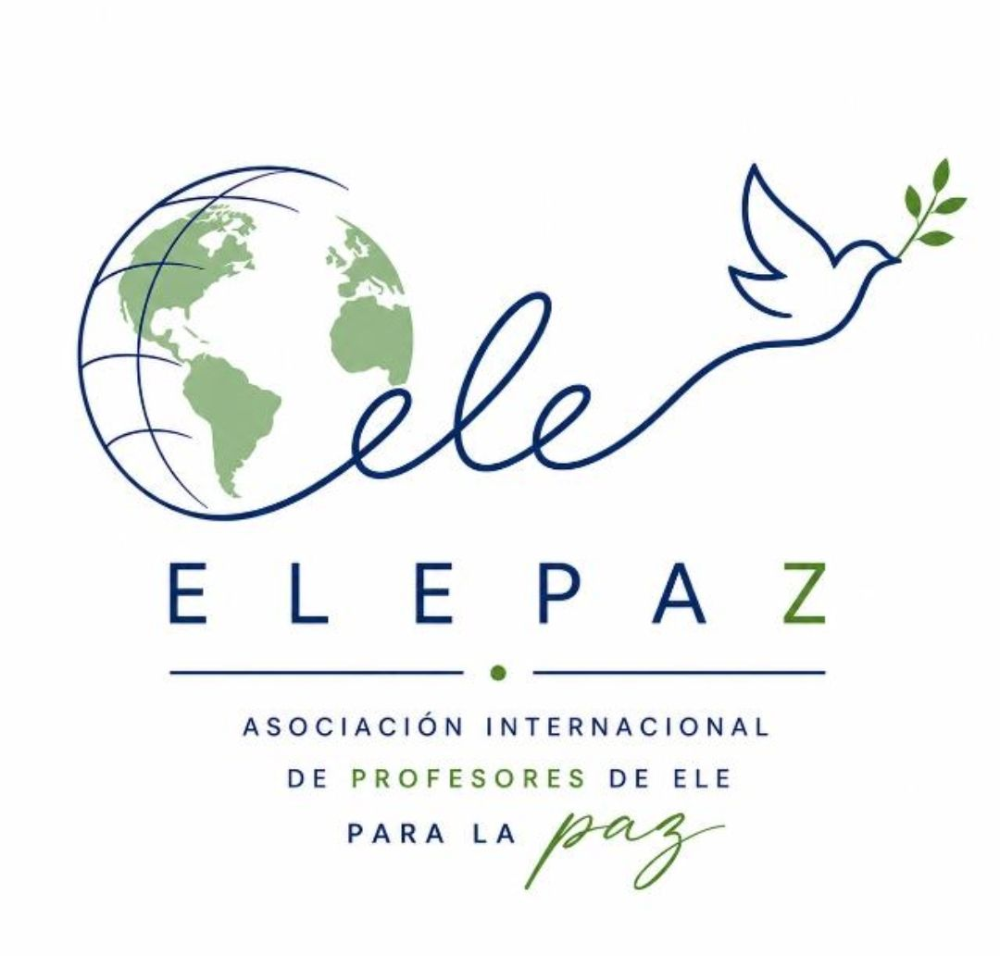 ele
ELEPAZ
ASOCIACIÓN INTERNACIONAL
DE PROFESORES DE ELE
PARA LA paz